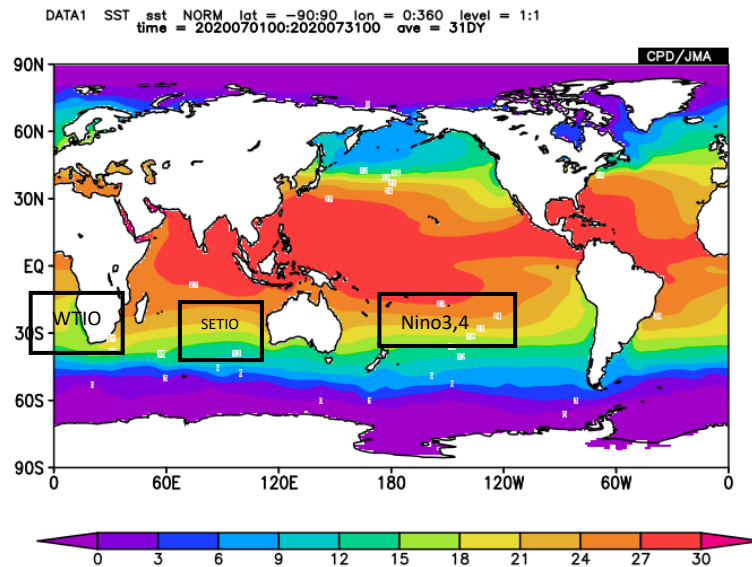 DATA1 SST sst NORM lat = -90:90 lon = 0:360 level = 1:1
time = 2020070100:2020073100 ave = 31DY
CPD/JMA
90N
60N
30N
EQ
30S
60S
90S
WTIO
SETIO
Nino3,4
0 60E 120E 180 120W 60W 0
0 3 6 9 12 15 18 21 24 27 30